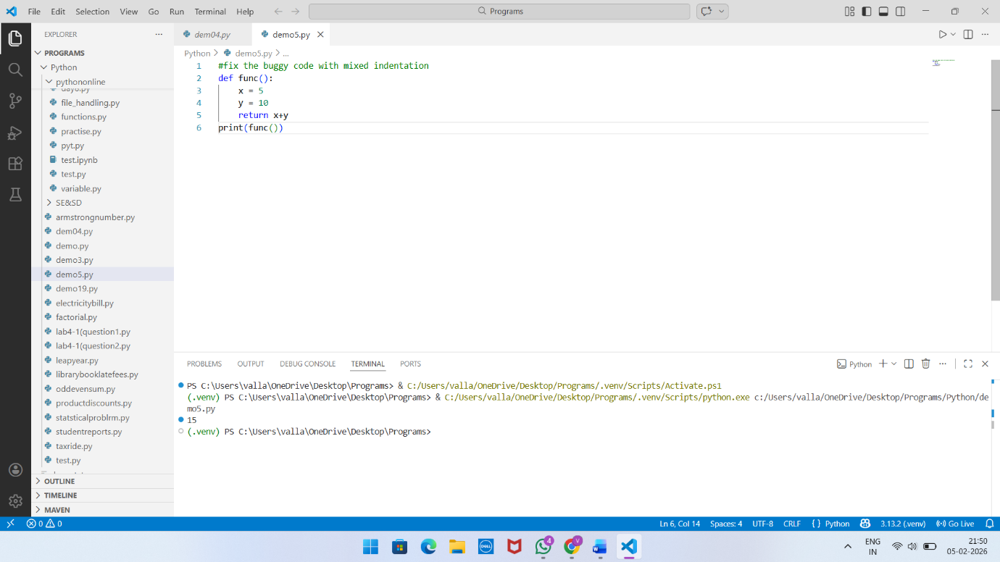 File Edit Selection View Go Run Terminal Help
Programs
EXPLORER
PROGRAMS
Python
pythononline
day6.py
file_handling.py
functions.py
practise.py
pyt.py
test.ipynb
test.py
variable.py
SE&SD
armstrongnumber.py
dem04.py
demo.py
demo3.py
demo5.py
demo19.py
electricitybill.py
factorial.py
lab4-1(question1.py
lab4-1(question2.py
leapyear.py
librarybooklatefees.py
oddevensum.py
productdiscounts.py
statsticalproblrm.py
studentreports.py
taxride.py
test.py
OUTLINE
TIMELINE
MAVEN
dem04.py demo5.py
Python > demo5.py > ...
1 #fix the buggy code with mixed indentation
2 def func():
3 x = 5
4 y = 10
5 return x+y
6 print(func())
PROBLEMS OUTPUT DEBUG CONSOLE TERMINAL PORTS
Python
PS C:\Users\valla\OneDrive\Desktop\Programs> & C:/Users/valla/OneDrive/Desktop/Programs/.venv/Scripts/Activate.ps1
(.venv) PS C:\Users\valla\OneDrive\Desktop\Programs> & C:/Users/valla/OneDrive/Desktop/Programs/.venv/Scripts/python.exe c:/Users/valla/OneDrive/Desktop/Programs/Python/de
mo5.py
15
(.venv) PS C:\Users\valla\OneDrive\Desktop\Programs>
0 0
Ln 6, Col 14 Spaces: 4 UTF-8 CRLF {} Python 3.13.2 (.venv) Go Live
DELL
4
V
ENG
IN
21:50
05-02-2026